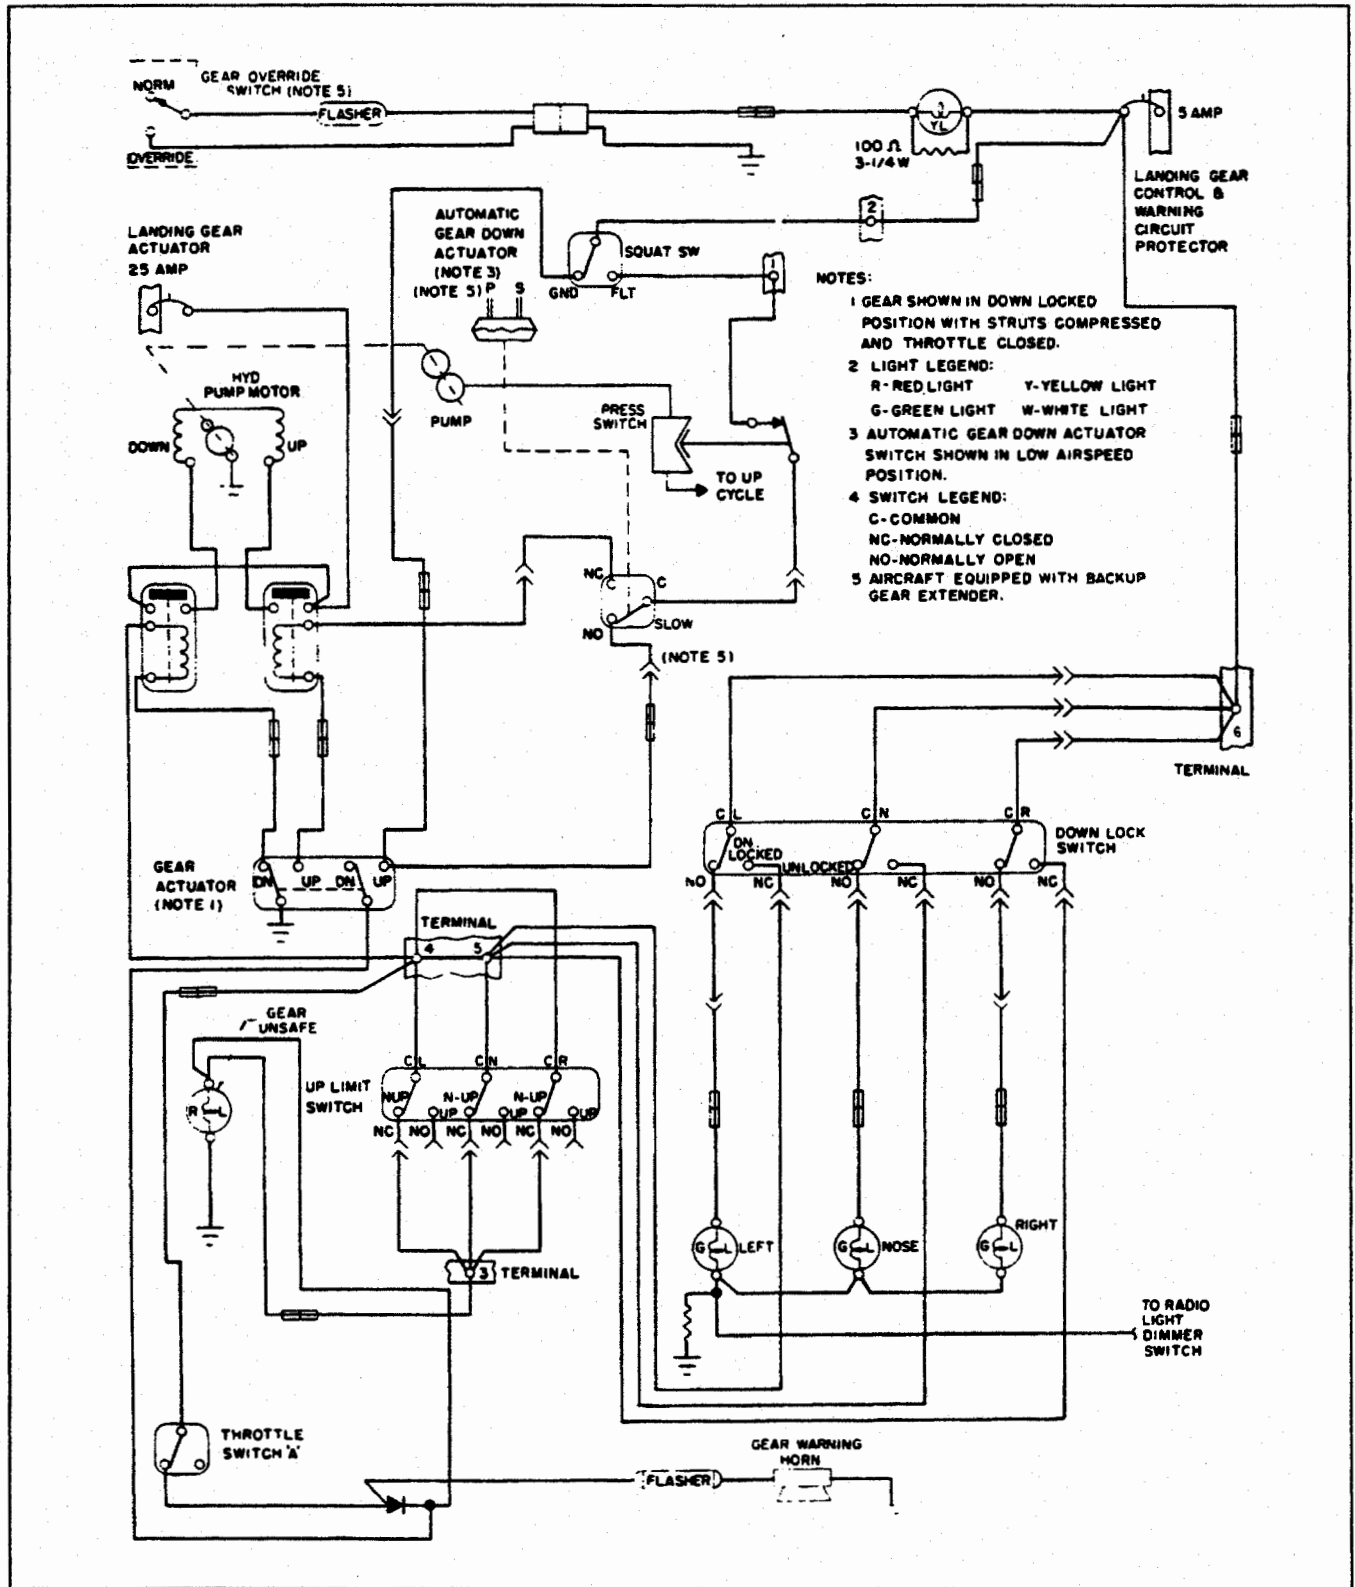 NORM
GEAR OVERRIDE
SWITCH (NOTE 5)
FLASHER
OVERRIDE
YL
100 Ω
3-1/4W
5 AMP
LANDING GEAR
CONTROL &
WARNING
CIRCUIT
PROTECTOR
LANDING GEAR
ACTUATOR
25 AMP
AUTOMATIC
GEAR DOWN
ACTUATOR
(NOTE 3)
(NOTE 5)
P
S
2
SQUAT SW
GND
FLT
1
NOTES:
1 GEAR SHOWN IN DOWN LOCKED
POSITION WITH STRUTS COMPRESSED
AND THROTTLE CLOSED.
2 LIGHT LEGEND:
R-RED LIGHT Y-YELLOW LIGHT
G-GREEN LIGHT W-WHITE LIGHT
3 AUTOMATIC GEAR DOWN ACTUATOR
SWITCH SHOWN IN LOW AIRSPEED
POSITION.
4 SWITCH LEGEND:
C-COMMON
NC-NORMALLY CLOSED
NO-NORMALLY OPEN
5 AIRCRAFT EQUIPPED WITH BACKUP
GEAR EXTENDER.
HYD
PUMP MOTOR
DOWN
UP
PUMP
PRESS
SWITCH
TO UP
CYCLE
NC
C
NO
SLOW
(NOTE 5)
6
TERMINAL
C L
C N
C R
DN
LOCKED
UNLOCKED
NO
NC
NO
NC
NO
NC
DOWN LOCK
SWITCH
GEAR
ACTUATOR
(NOTE 1)
DN
UP
DN
UP
TERMINAL
4
5
GEAR
UNSAFE
R L
UP LIMIT
SWITCH
C L
C N
C R
NUP
UP
N-UP
UP
N-UP
UP
NC
NO
NC
NO
NC
NO
3 TERMINAL
G L LEFT
G L NOSE
G L RIGHT
TO RADIO
LIGHT
DIMMER
SWITCH
THROTTLE
SWITCH 'A'
FLASHER
GEAR WARNING
HORN